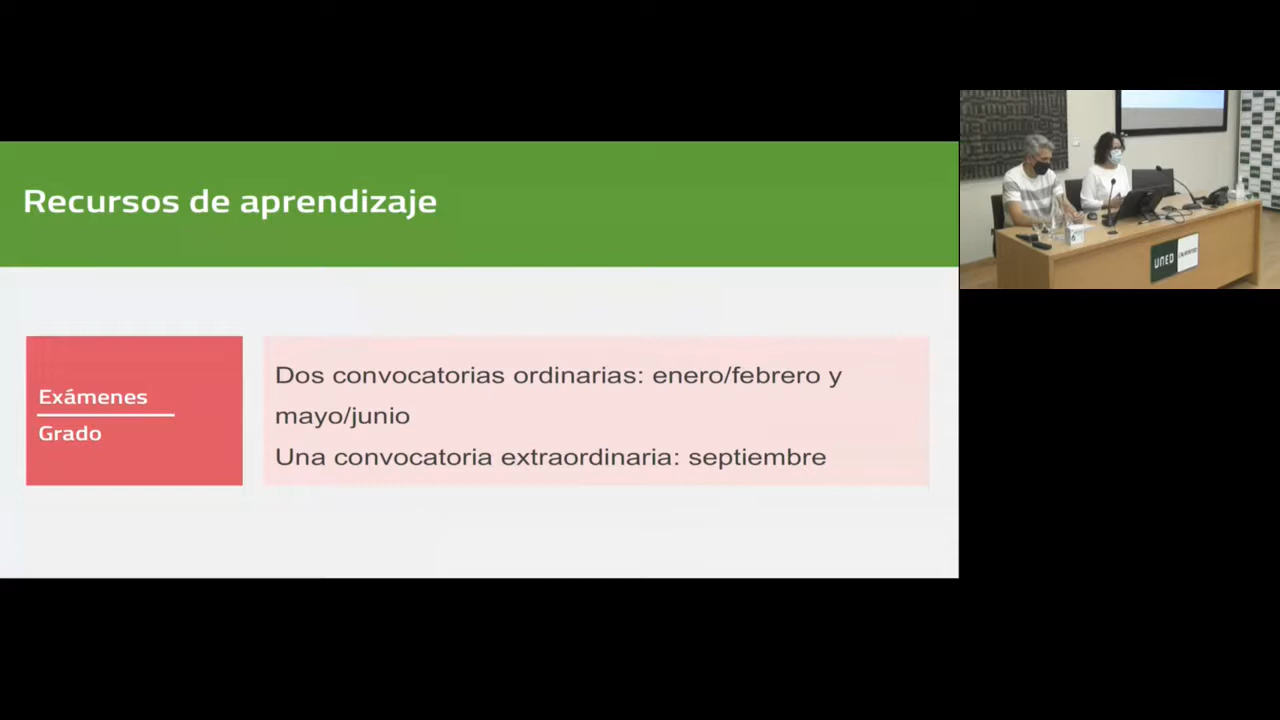 Recursos de aprendizaje
Exámenes
Grado
Dos convocatorias ordinarias: enero/febrero y
mayo/junio
Una convocatoria extraordinaria: septiembre
UNED